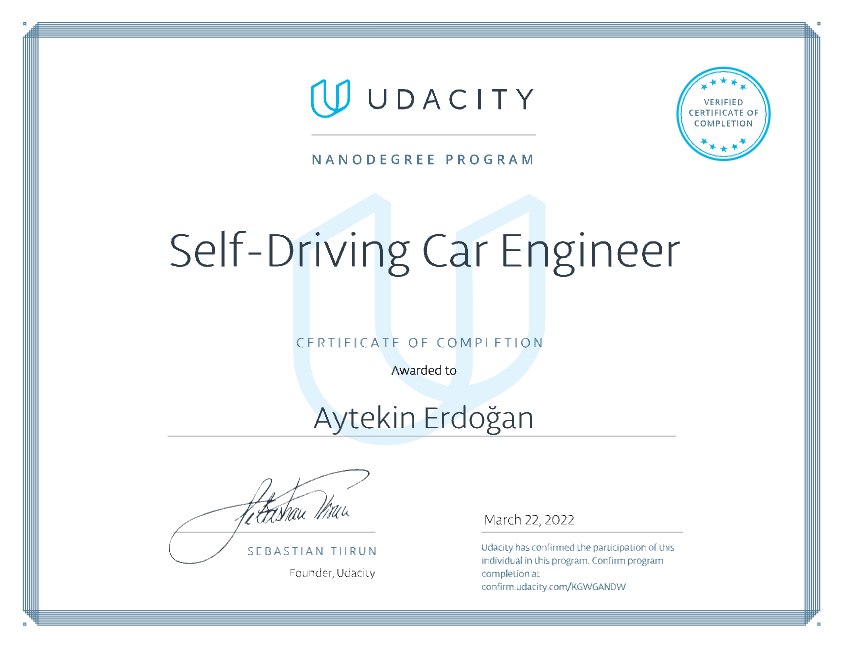 UDACITY
VERIFIED
CERTIFICATE OF
COMPLETION
NANODEGREE PROGRAM
Self-Driving Car Engineer
CERTIFICATE OF COMPLETION
Awarded to
Aytekin Erdoğan
Sebastian Thrun
SEBASTIAN THRUN
Founder, Udacity
March 22, 2022
Udacity has confirmed the participation of this
individual in this program. Confirm program
completion at
confirm.udacity.com/KGWGANDW